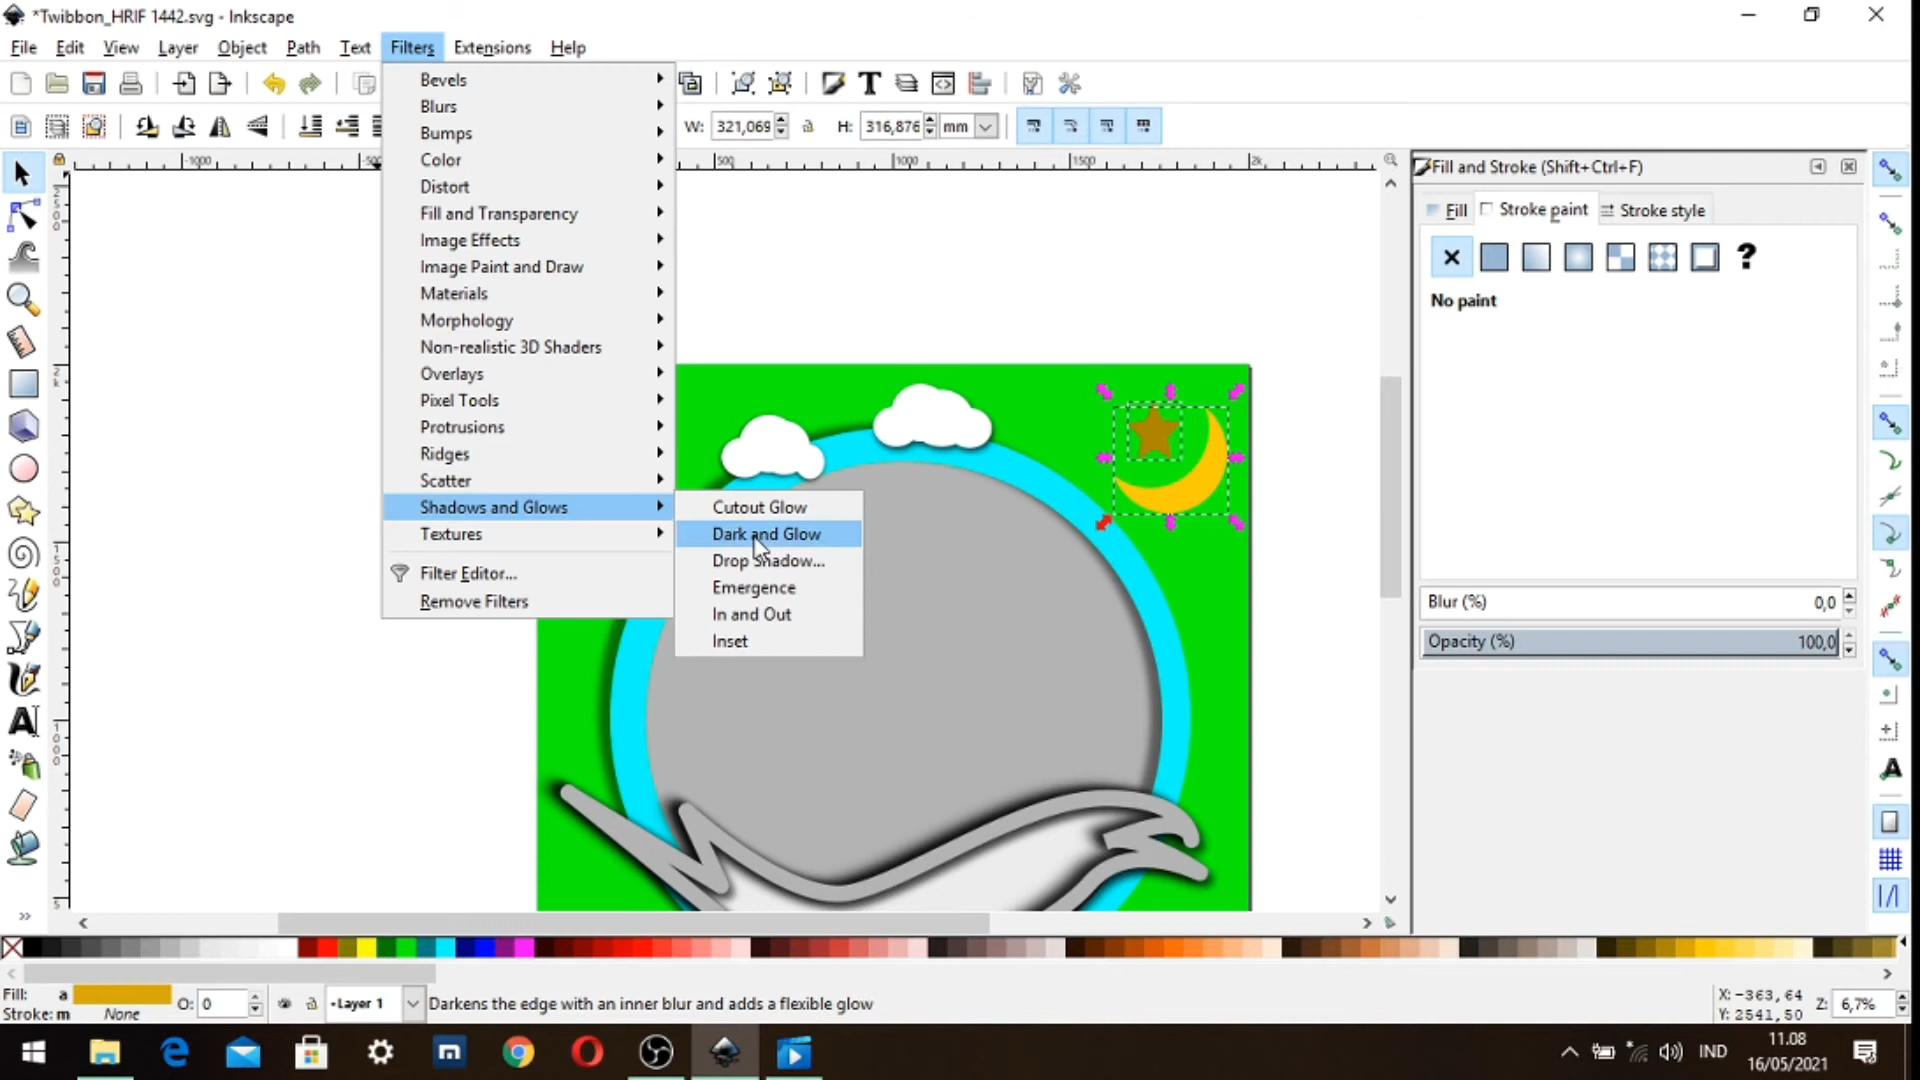 *Twibbon_HRIF 1442.svg - Inkscape
File Edit View Layer Object Path Text Filters Extensions Help
W: 321,069 H: 316,876 mm
Bevels
Blurs
Bumps
Color
Distort
Fill and Transparency
Image Effects
Image Paint and Draw
Materials
Morphology
Non-realistic 3D Shaders
Overlays
Pixel Tools
Protrusions
Ridges
Scatter
Shadows and Glows
Textures
Filter Editor...
Remove Filters
Cutout Glow
Dark and Glow
Drop Shadow...
Emergence
In and Out
Inset
Fill and Stroke (Shift+Ctrl+F)
Fill Stroke paint Stroke style
?
No paint
Blur (%) 0,0
Opacity (%) 100,0
Fill: a O: 0 •Layer 1 Darkens the edge with an inner blur and adds a flexible glow
Stroke: m None
X: -363,64
Y: 2541,50
Z: 6,7%
IND
11.08
16/05/2021